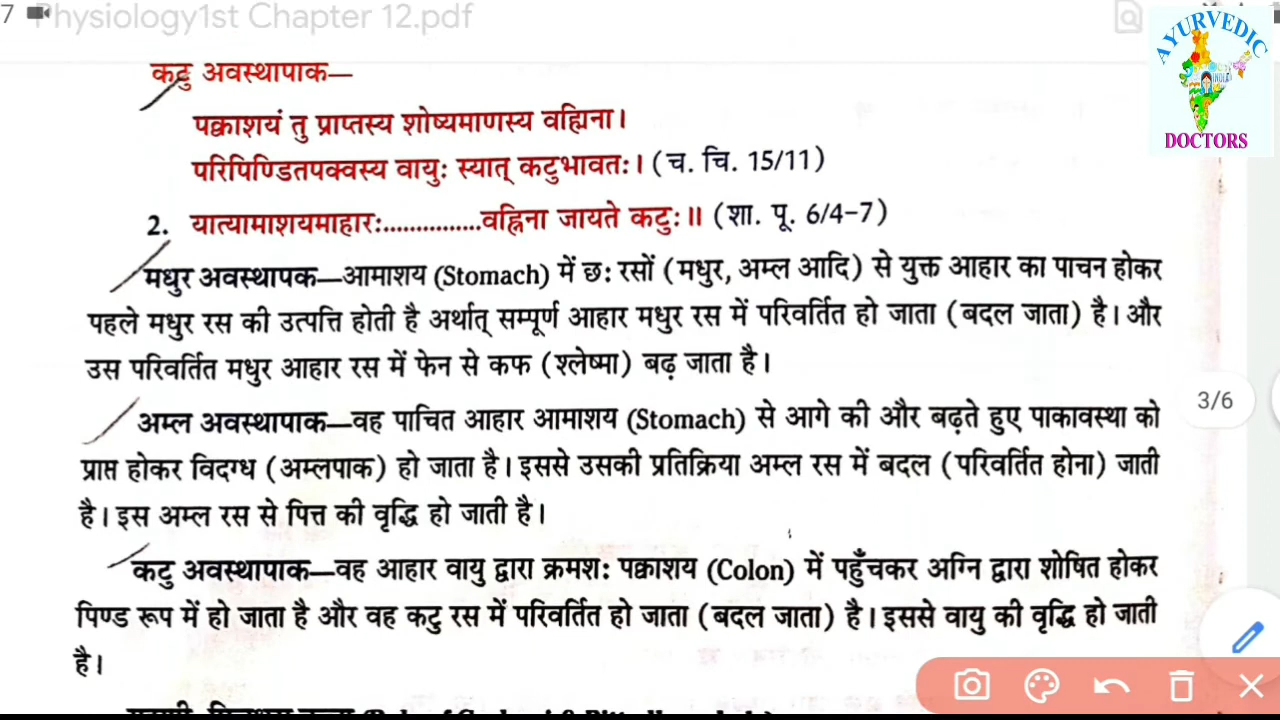 7 Physiology1st Chapter 12.pdf
AYURVEDIC
INDIA
DOCTORS
कटु अवस्थापाक—
पक्वाशयं तु प्राप्तस्य शोष्यमाणस्य वह्निना।
परिपिण्डितपक्वस्य वायुः स्यात् कटुभावतः। (च. चि. 15/11)
2. यात्यामाशयमाहारः...............वह्निना जायते कटुः॥ (शा. पू. 6/4-7)
मधुर अवस्थापक—आमाशय (Stomach) में छः रसों (मधुर, अम्ल आदि) से युक्त आहार का पाचन होकर
पहले मधुर रस की उत्पत्ति होती है अर्थात् सम्पूर्ण आहार मधुर रस में परिवर्तित हो जाता (बदल जाता) है। और
उस परिवर्तित मधुर आहार रस में फेन से कफ (श्लेष्मा) बढ़ जाता है।
अम्ल अवस्थापाक—वह पाचित आहार आमाशय (Stomach) से आगे की और बढ़ते हुए पाकावस्था को
3/6
प्राप्त होकर विदग्ध (अम्लपाक) हो जाता है। इससे उसकी प्रतिक्रिया अम्ल रस में बदल (परिवर्तित होना) जाती
है। इस अम्ल रस से पित्त की वृद्धि हो जाती है।
कटु अवस्थापाक—वह आहार वायु द्वारा क्रमशः पक्वाशय (Colon) में पहुँचकर अग्नि द्वारा शोषित होकर
पिण्ड रूप में हो जाता है और वह कटु रस में परिवर्तित हो जाता (बदल जाता) है। इससे वायु की वृद्धि हो जाती
है।